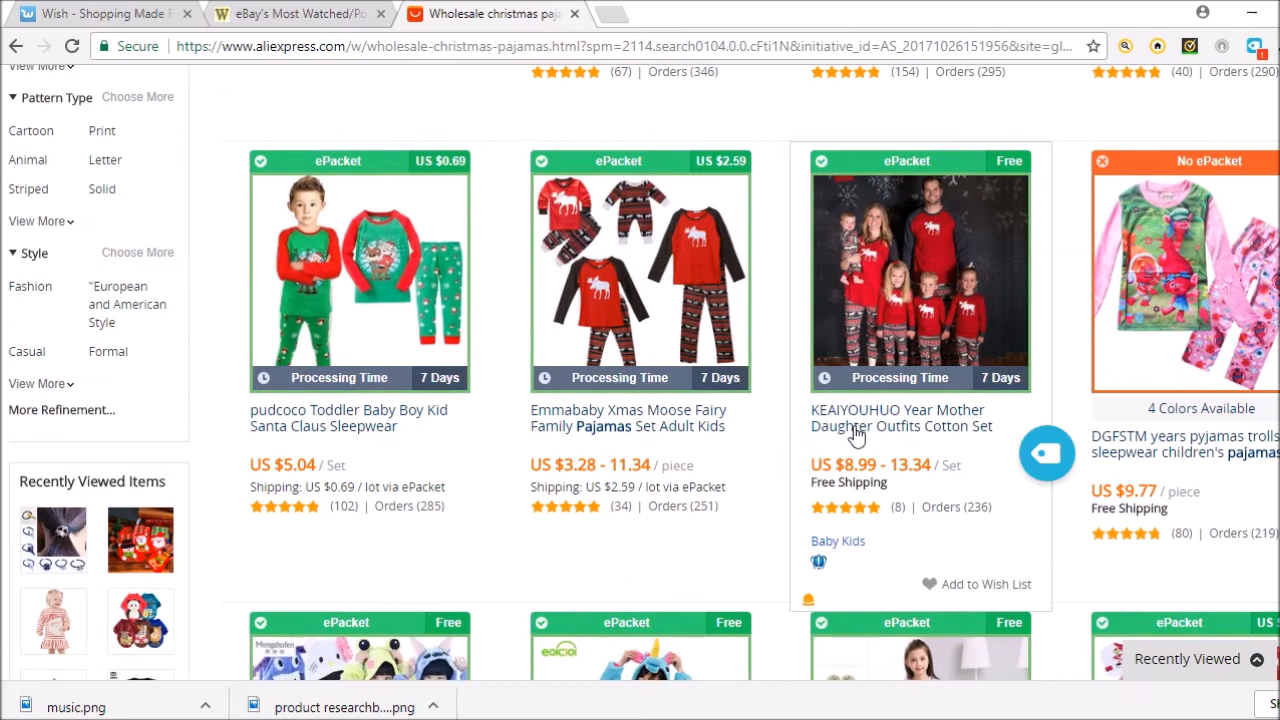 Wish - Shopping Made F
eBay's Most Watched/Po
Wholesale christmas paja
Secure
https://www.aliexpress.com/w/wholesale-christmas-pajamas.html?spm=2114.search0104.0.0.cFti1N&initiative_id=AS_20171026151956&site=gl...
View More
(67) | Orders (346)
(154) | Orders (295)
(40) | Orders (290)
Pattern Type Choose More
Cartoon Print
Animal Letter
Striped Solid
View More
Style Choose More
Fashion "European and American Style
Casual Formal
View More
More Refinement...
Recently Viewed Items
ePacket US $0.69
Processing Time 7 Days
pudcoco Toddler Baby Boy Kid
Santa Claus Sleepwear
US $5.04 / Set
Shipping: US $0.69 / lot via ePacket
(102) | Orders (285)
ePacket US $2.59
Processing Time 7 Days
Emmababy Xmas Moose Fairy
Family Pajamas Set Adult Kids
US $3.28 - 11.34 / piece
Shipping: US $2.59 / lot via ePacket
(34) | Orders (251)
ePacket Free
Processing Time 7 Days
KEAIYOUHUO Year Mother
Daughter Outfits Cotton Set
US $8.99 - 13.34 / Set
Free Shipping
(8) | Orders (236)
Baby Kids
Add to Wish List
No ePacket
4 Colors Available
DGFSTM years pyjamas trolls
sleepwear children's pajamas
US $9.77 / piece
Free Shipping
(80) | Orders (219)
ePacket Free
Mengshufen
ePacket Free
eoicioi
ePacket Free
ePacket US
Recently Viewed
music.png
product researchb....png